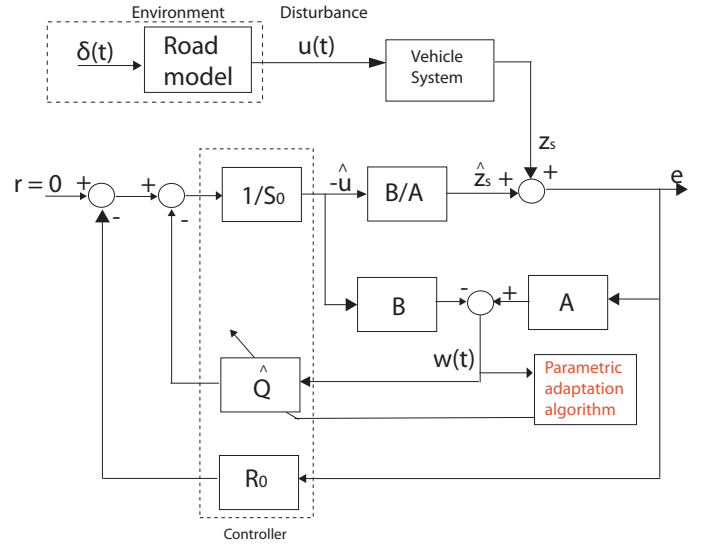 Environment
Disturbance
δ(t)
Road
model
u(t)
Vehicle
System
zs
r = 0
+
-
+
-
1/S0
-û
B/A
ẑs
+
+
e
B
-
+
A
w(t)
Q̂
Parametric
adaptation
algorithm
R0
Controller